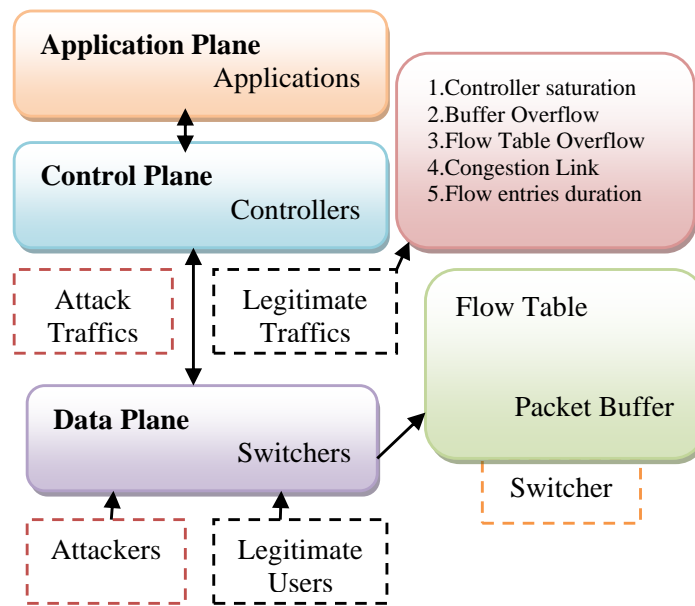 Application Plane
Applications
1.Controller saturation
2.Buffer Overflow
3.Flow Table Overflow
4.Congestion Link
5.Flow entries duration
Control Plane
Controllers
Attack
Traffics
Legitimate
Traffics
Flow Table
Packet Buffer
Switcher
Data Plane
Switchers
Attackers
Legitimate
Users